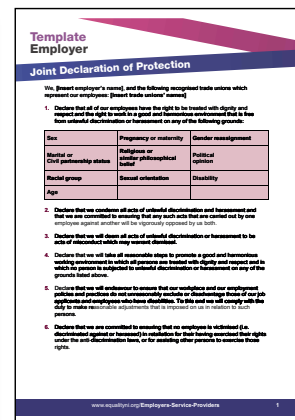 Template
Employer
Joint Declaration of Protection
We, [insert employer's name], and the following recognised trade unions which
represent our employees: [insert trade unions' names]
1. Declare that all of our employees have the right to be treated with dignity and
respect and the right to work in a good and harmonious environment that is free
from unlawful discrimination or harassment on any of the following grounds:
Sex Pregnancy or maternity Gender reassignment
Marital or
Civil partnership status
Religious or
similar philosophical
belief
Political
opinion
Racial group Sexual orientation Disability
Age
2. Declare that we condemn all acts of unlawful discrimination and harassment and
that we are committed to ensuring that any such acts that are carried out by one
employee against another will be vigorously opposed by us both.
3. Declare that we will deem all acts of unlawful discrimination or harassment to be
acts of misconduct which may warrant dismissal.
4. Declare that we will take all reasonable steps to promote a good and harmonious
working environment in which all persons are treated with dignity and respect and in
which no person is subjected to unlawful discrimination or harassment on any of the
grounds listed above.
5. Declare that we will endeavour to ensure that our workplace and our employment
policies and practices do not unreasonably exclude or disadvantage those of our job
applicants and employees who have disabilities. To this end we will comply with the
duty to make reasonable adjustments that is imposed on us in relation to such
persons.
6. Declare that we are committed to ensuring that no employee is victimised (i.e.
discriminated against or harassed) in retaliation for their having exercised their rights
under the anti-discrimination laws, or for assisting other persons to exercise those
rights.
www.equalityni.org/Employers-Service-Providers 1